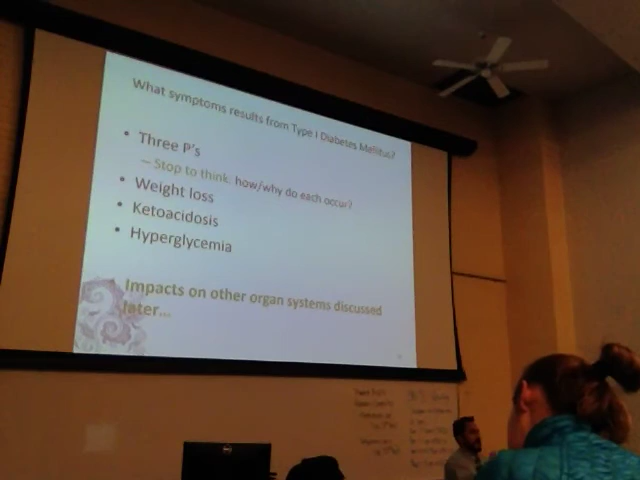 What symptoms results from Type I Diabetes Mellitus?
• Three P's
– Stop to think. how/why do each occur?
• Weight loss
• Ketoacidosis
• Hyperglycemia
Impacts on other organ systems discussed
later...
DELL